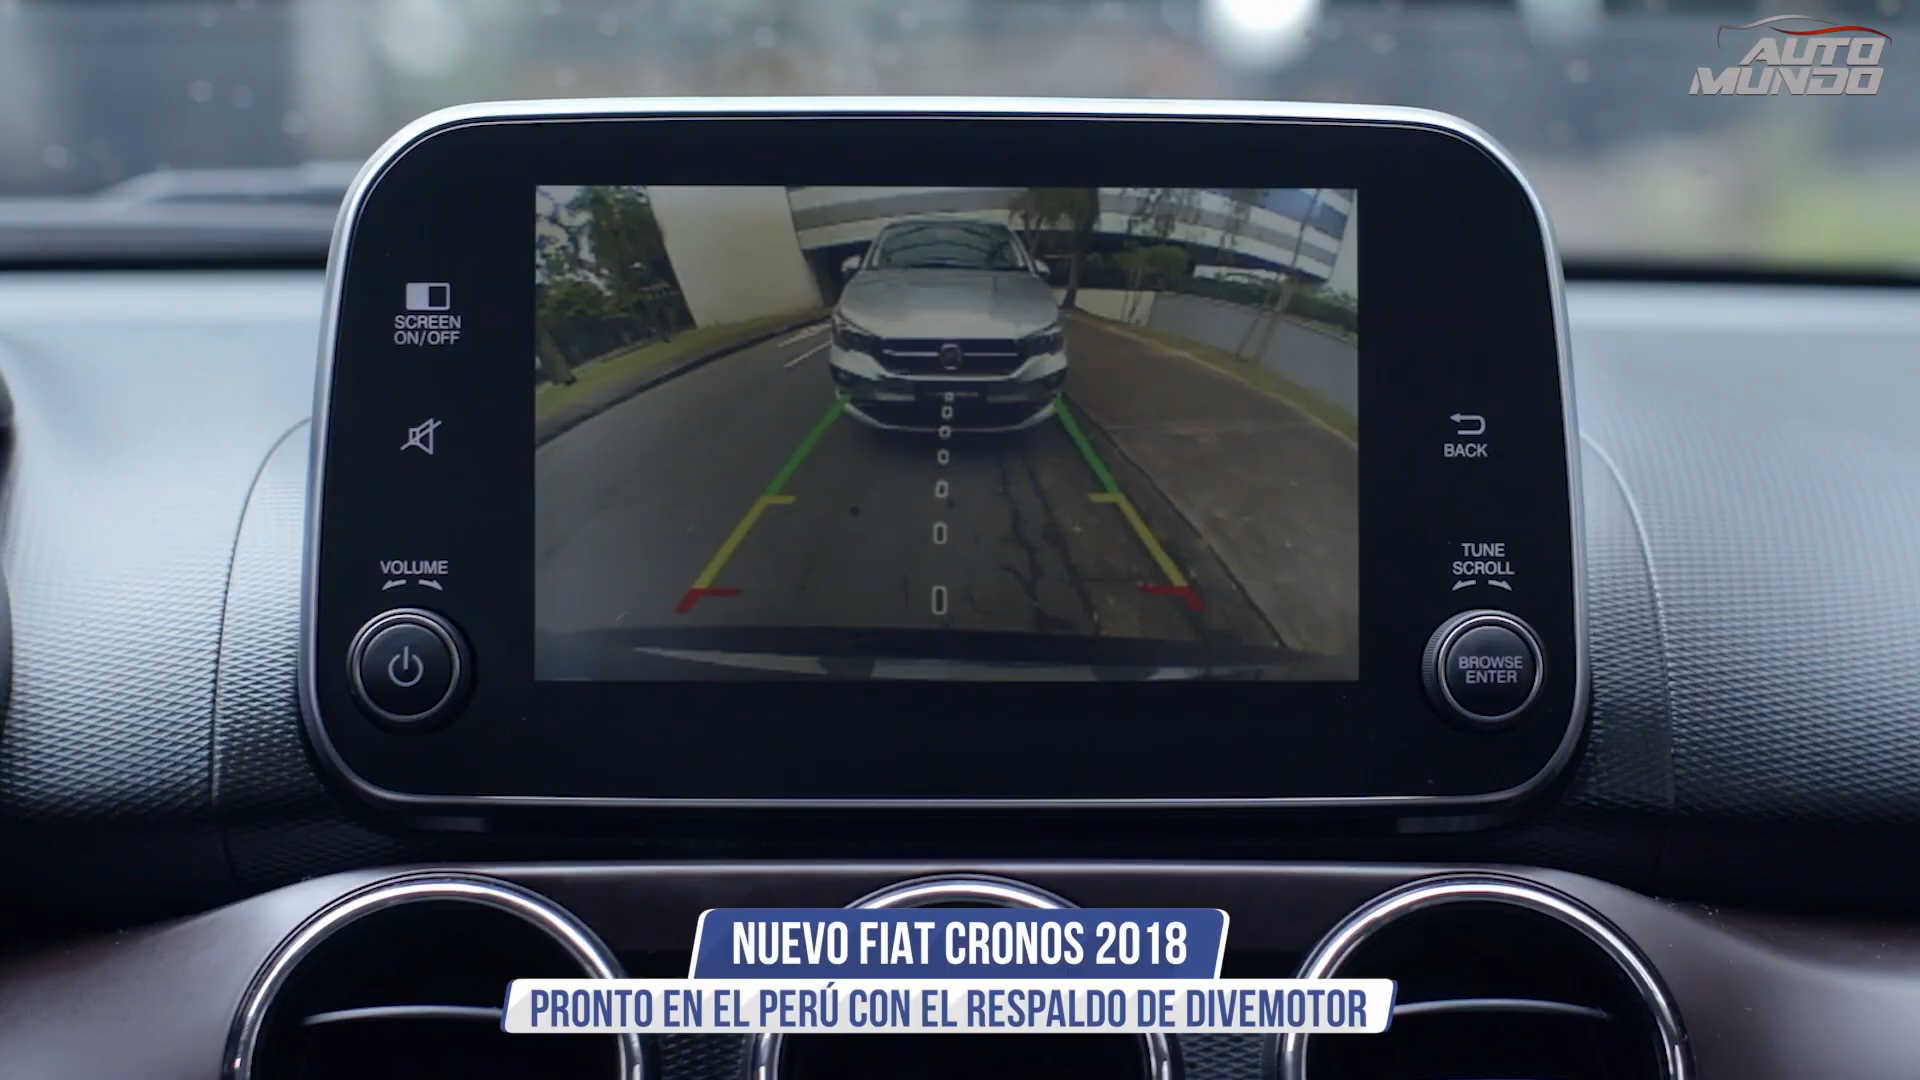 AUTO
MUNDO
SCREEN
ON/OFF
BACK
VOLUME
TUNE
SCROLL
BROWSE
ENTER
NUEVO FIAT CRONOS 2018
PRONTO EN EL PERÚ CON EL RESPALDO DE DIVEMOTOR